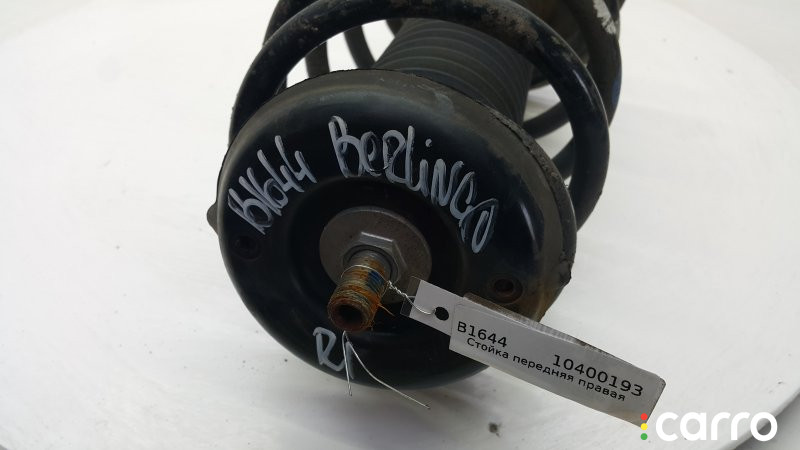 B1644 Berlingo
R↑
B1644 10400193
Стойка передняя правая
carro